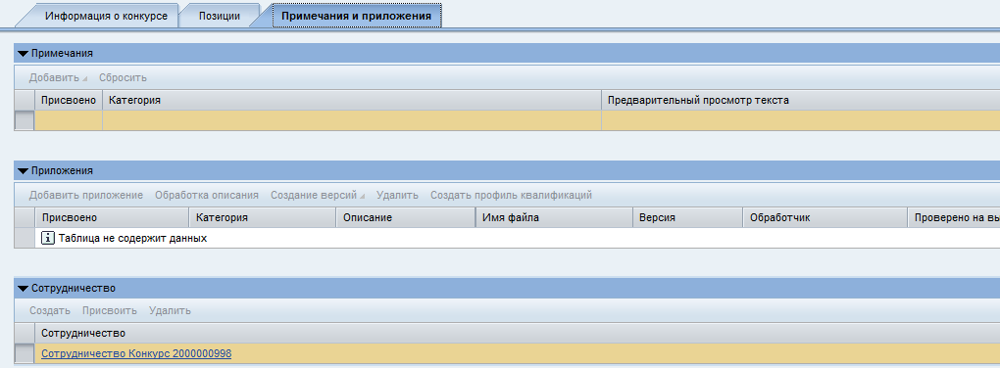 Информация о конкурсе Позиции Примечания и приложения
Примечания
Добавить Сбросить
Присвоено Категория Предварительный просмотр текста
Приложения
Добавить приложение Обработка описания Создание версий Удалить Создать профиль квалификаций
Присвоено Категория Описание Имя файла Версия Обработчик Проверено на вы
Таблица не содержит данных
Сотрудничество
Создать Присвоить Удалить
Сотрудничество
Сотрудничество Конкурс 2000000998